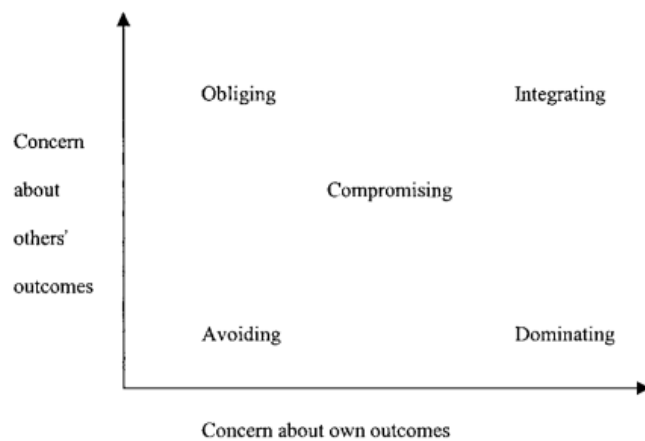 Obliging Integrating
Concern
about Compromising
others'
outcomes
Avoiding Dominating
Concern about own outcomes